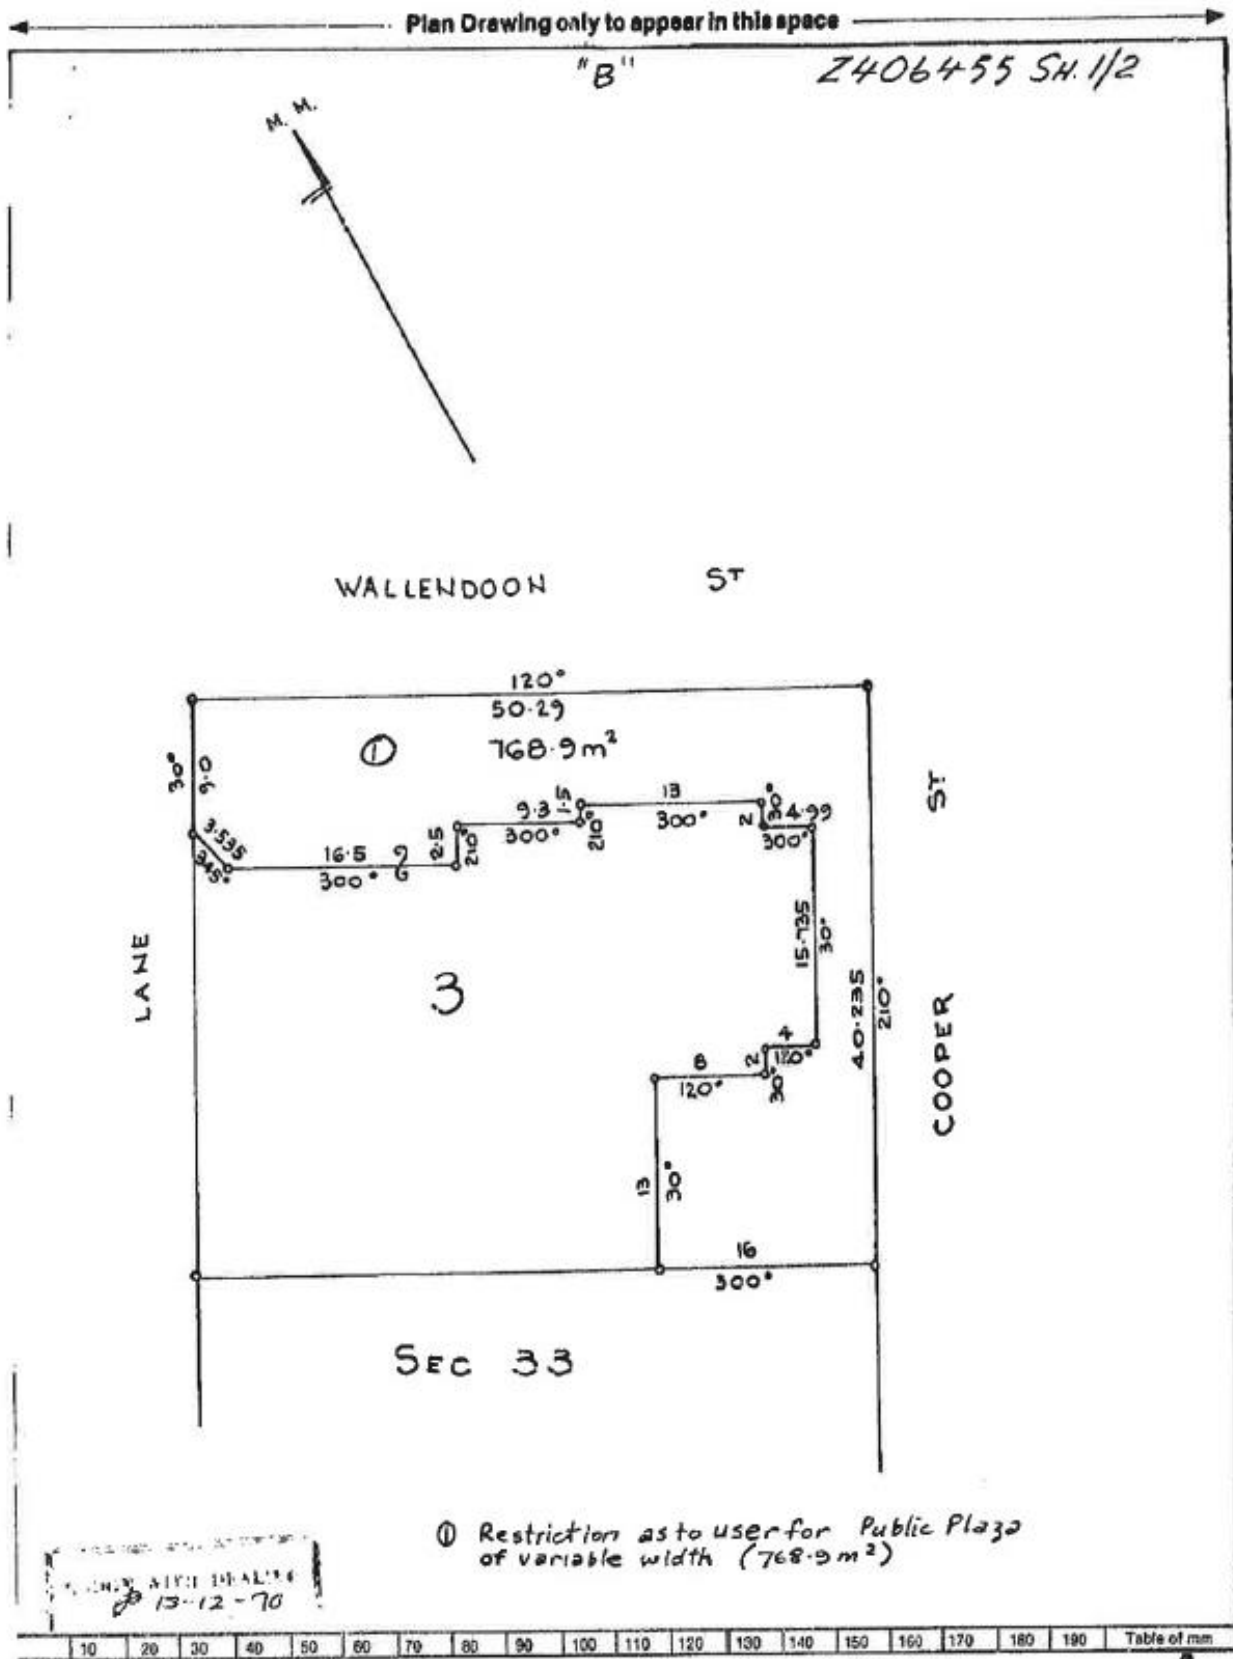 Plan Drawing only to appear in this space
"B"
Z406455 SH. 1/2
M. M.
WALLENDOON ST
120°
50.29
① 768.9 m²
30°
3.535
345°
16.5
300°
2.5
210°
9.3
300°
1.5
210°
13
300°
2
30°
4.99
300°
15.735
30°
4
120°
2
30°
8
120°
13
30°
16
300°
40.235
210°
LANE
3
COOPER ST
SEC 33
① Restriction as to user for Public Plaza
of variable width (768.9 m²)
13-12-70
10 20 30 40 50 60 70 80 90 100 110 120 130 140 150 160 170 180 190 Table of mm